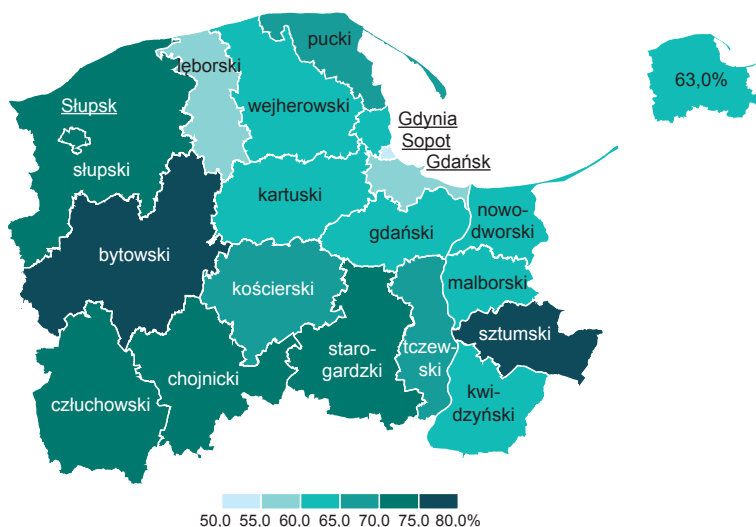 pucki
lęborski
63,0%
wejherowski
Słupsk
Gdynia
Sopot
Gdańsk
słupski
kartuski
nowo-
dworski
gdański
bytowski
malborski
kościerski
sztumski
staro-
gardzki
tczew-
ski
chojnicki
człuchowski
kwi-
dzyński
50.0 55.0 60.0 65.0 70.0 75.0 80.0%